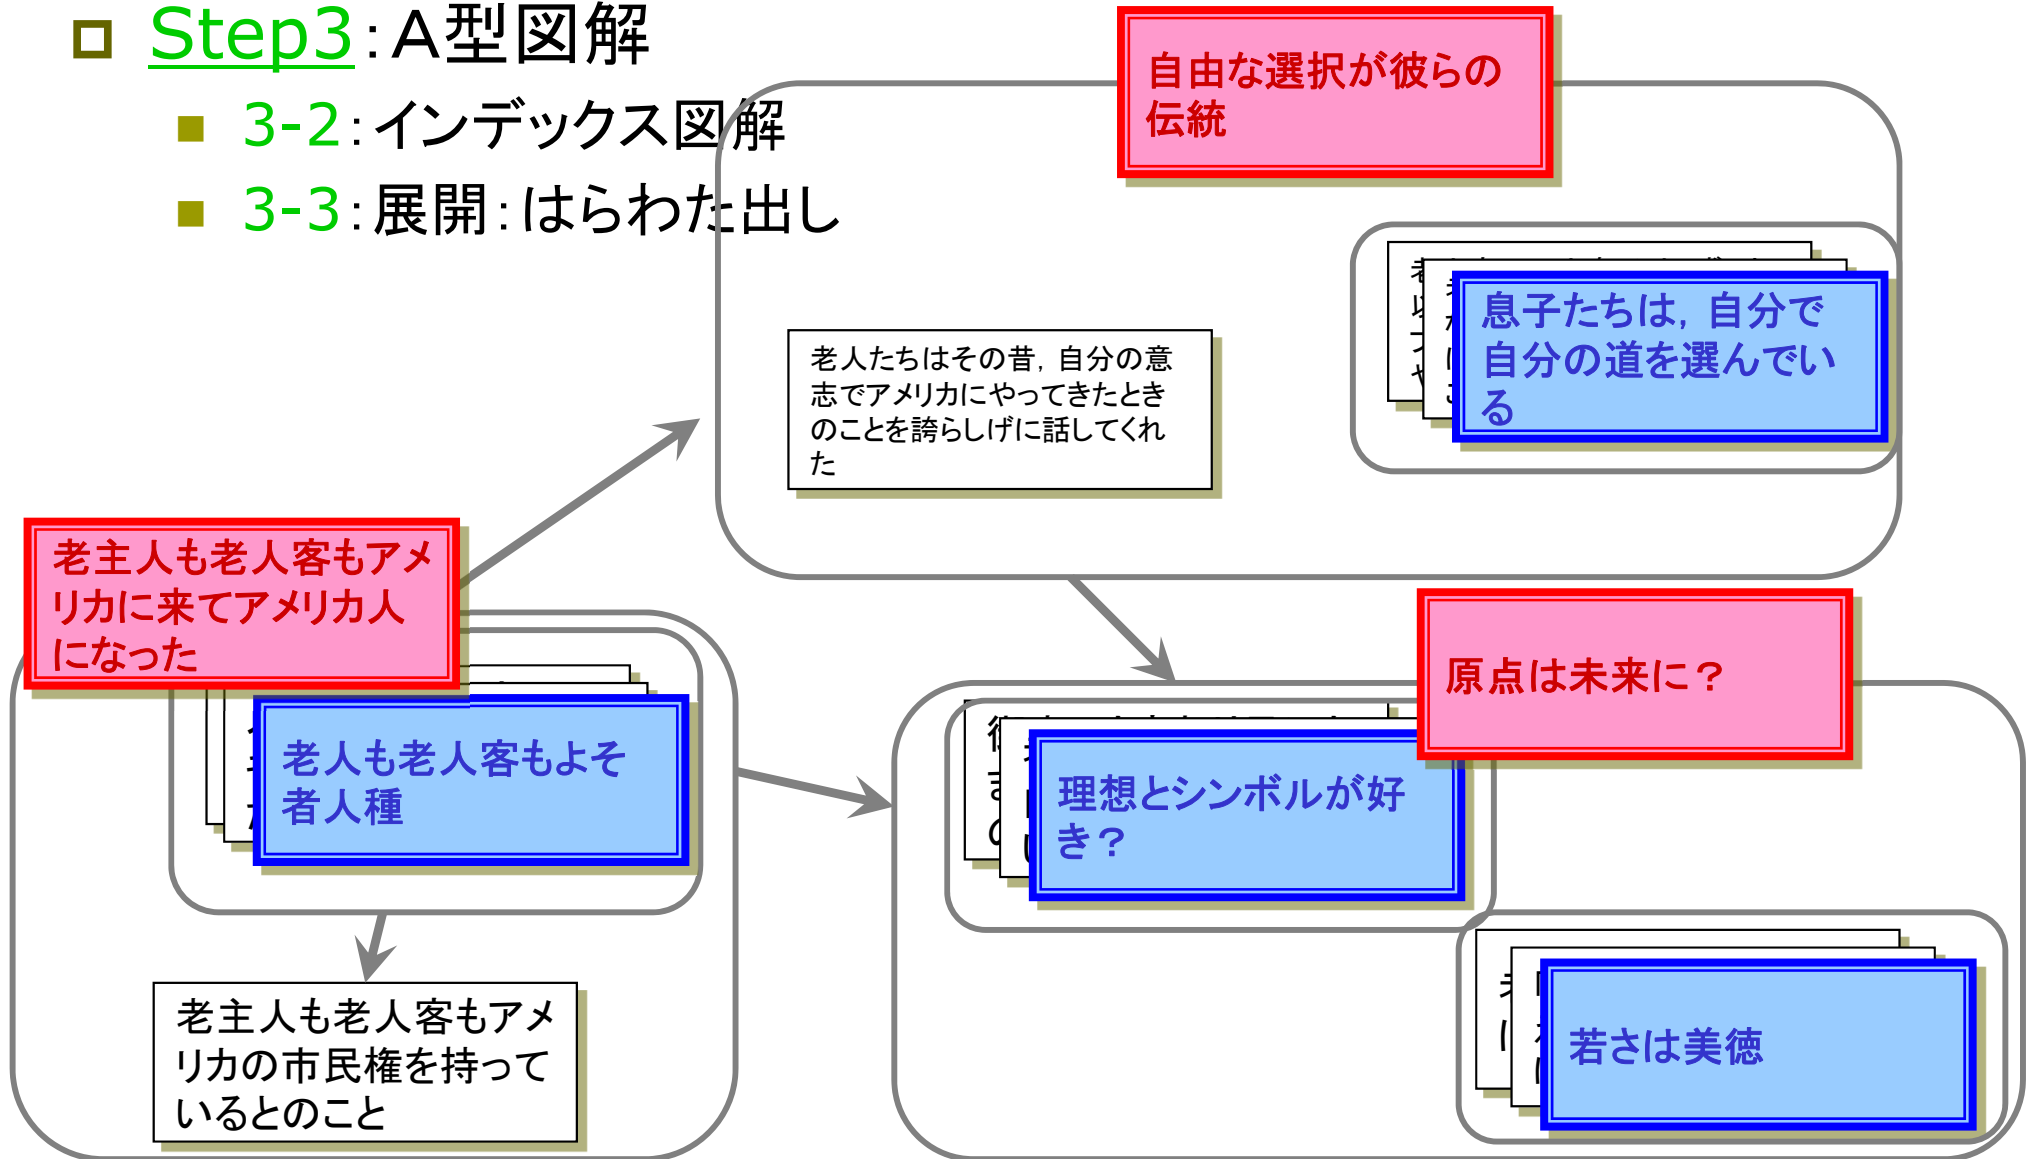 Step3：A型図解
3-2：インデックス図解
3-3：展開：はらわた出し
自由な選択が彼らの
伝統
息子たちは，自分で
自分の道を選んでい
る
老人たちはその昔，自分の意
志でアメリカにやってきたとき
のことを誇らしげに話してくれ
た
老主人も老人客もアメ
リカに来てアメリカ人
になった
老人も老人客もよそ
者人種
老主人も老人客もアメ
リカの市民権を持って
いるとのこと
原点は未来に？
理想とシンボルが好
き？
若さは美徳